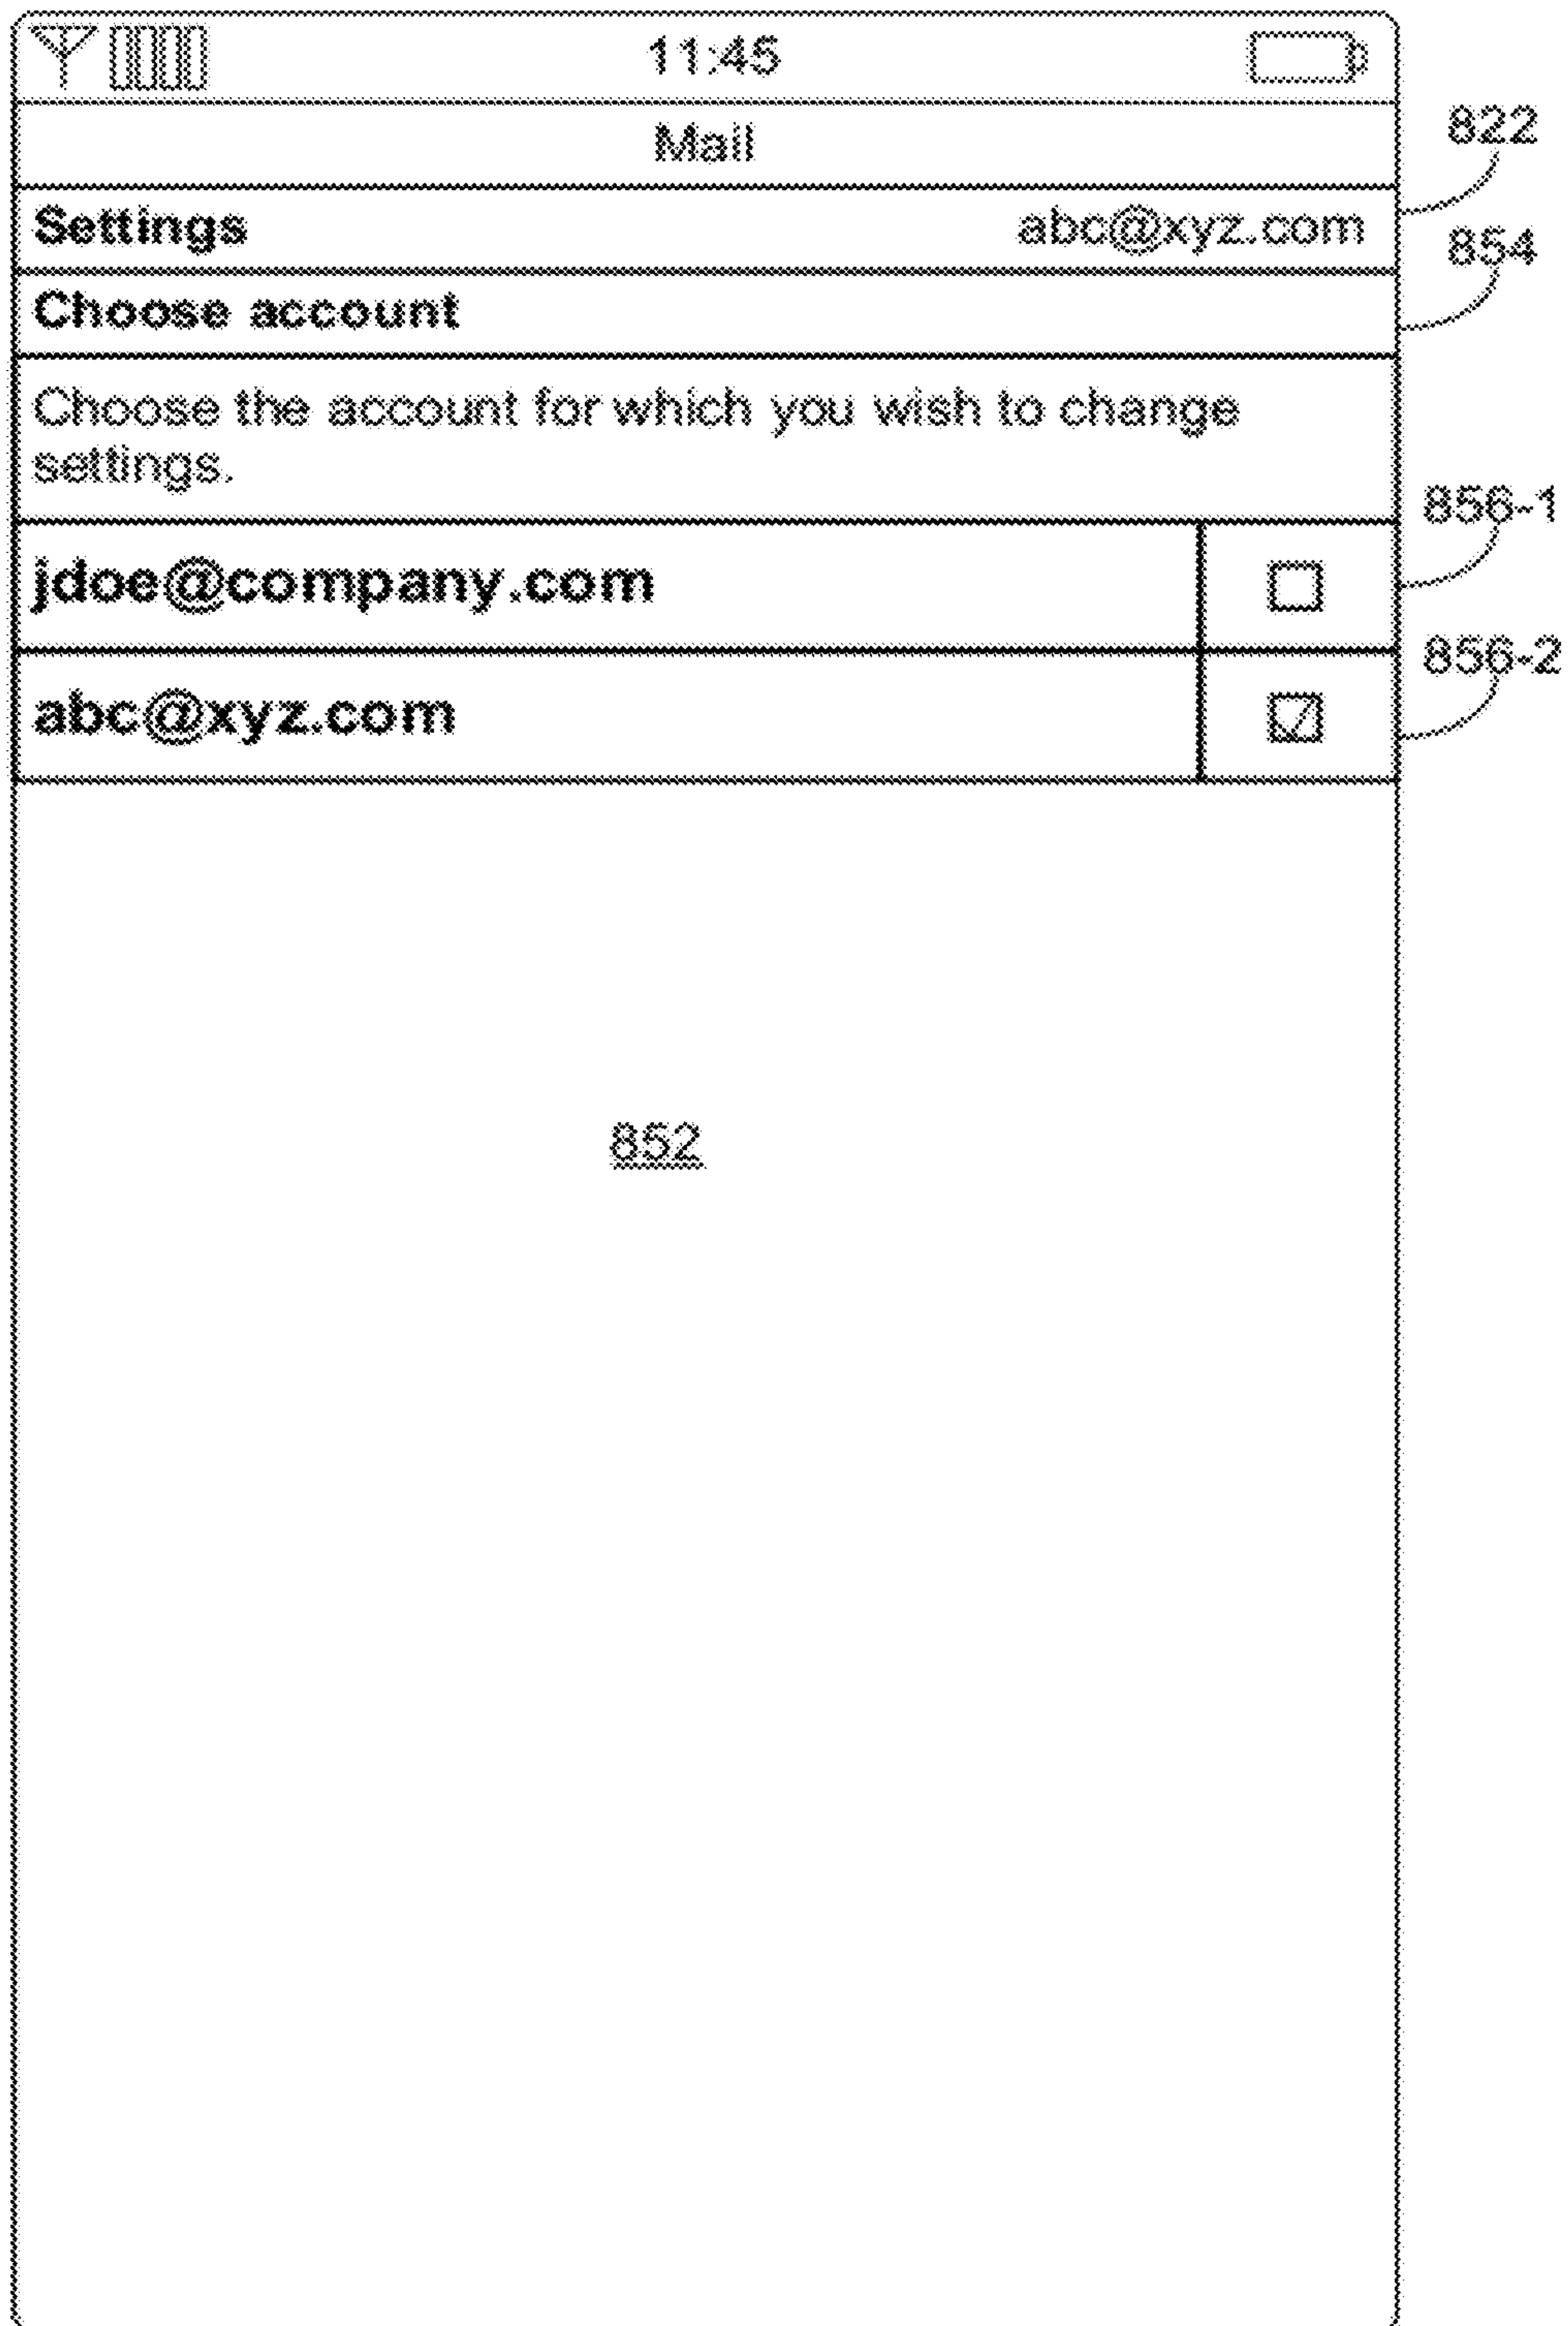 11:45
Mail
822
Settings abc@xyz.com
854
Choose account
Choose the account for which you wish to change
settings.
856-1
jdoe@company.com
856-2
abc@xyz.com
852